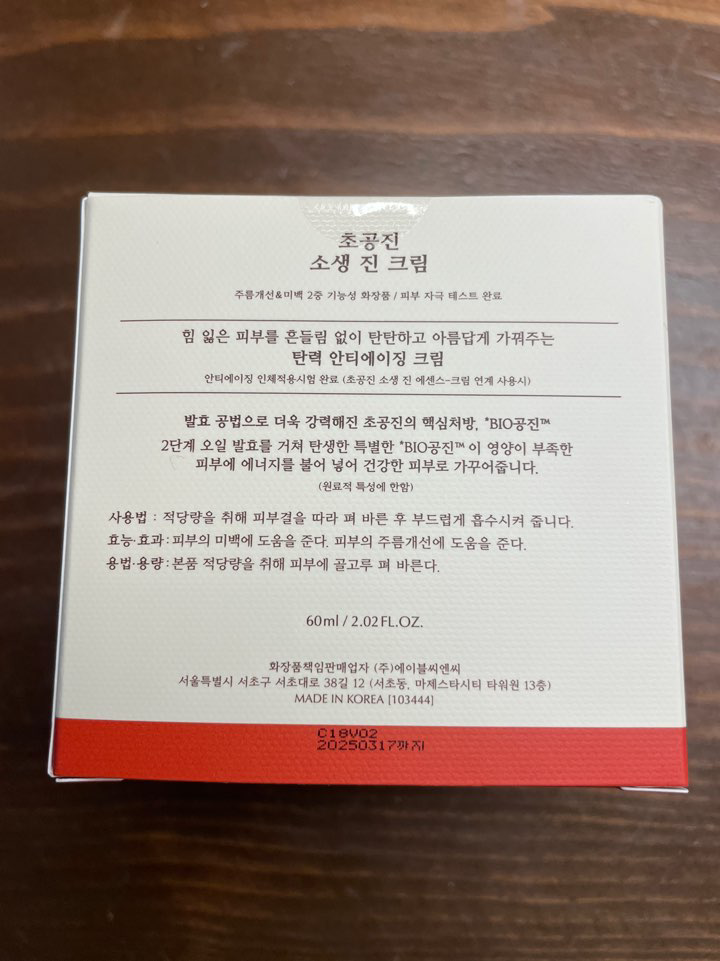 초공진
소생 진 크림
주름개선&미백 2중 기능성 화장품 / 피부 자극 테스트 완료
힘 잃은 피부를 흔들림 없이 탄탄하고 아름답게 가꿔주는
탄력 안티에이징 크림
안티에이징 인체적용시험 완료 (초공진 소생 진 에센스-크림 연계 사용시)
발효 공법으로 더욱 강력해진 초공진의 핵심처방, *BIO공진™
2단계 오일 발효를 거쳐 탄생한 특별한 *BIO공진™ 이 영양이 부족한
피부에 에너지를 불어 넣어 건강한 피부로 가꾸어줍니다.
(원료적 특성에 한함)
사용법 : 적당량을 취해 피부결을 따라 펴 바른 후 부드럽게 흡수시켜 줍니다.
효능·효과 : 피부의 미백에 도움을 준다. 피부의 주름개선에 도움을 준다.
용법·용량 : 본품 적당량을 취해 피부에 골고루 펴 바른다.
60ml / 2.02 FL.OZ.
화장품책임판매업자 (주)에이블씨엔씨
서울특별시 서초구 서초대로 38길 12 (서초동, 마제스타시티 타워원 13층)
MADE IN KOREA [103444]
C18V02
20250317까지